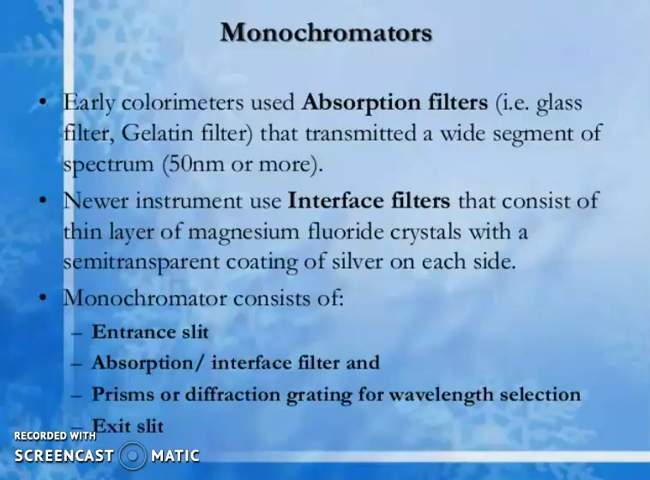 Monochromators
• Early colorimeters used Absorption filters (i.e. glass
filter, Gelatin filter) that transmitted a wide segment of
spectrum (50nm or more).
• Newer instrument use Interface filters that consist of
thin layer of magnesium fluoride crystals with a
semitransparent coating of silver on each side.
• Monochromator consists of:
– Entrance slit
– Absorption/ interface filter and
– Prisms or diffraction grating for wavelength selection
– Exit slit
RECORDED WITH
SCREENCAST MATIC